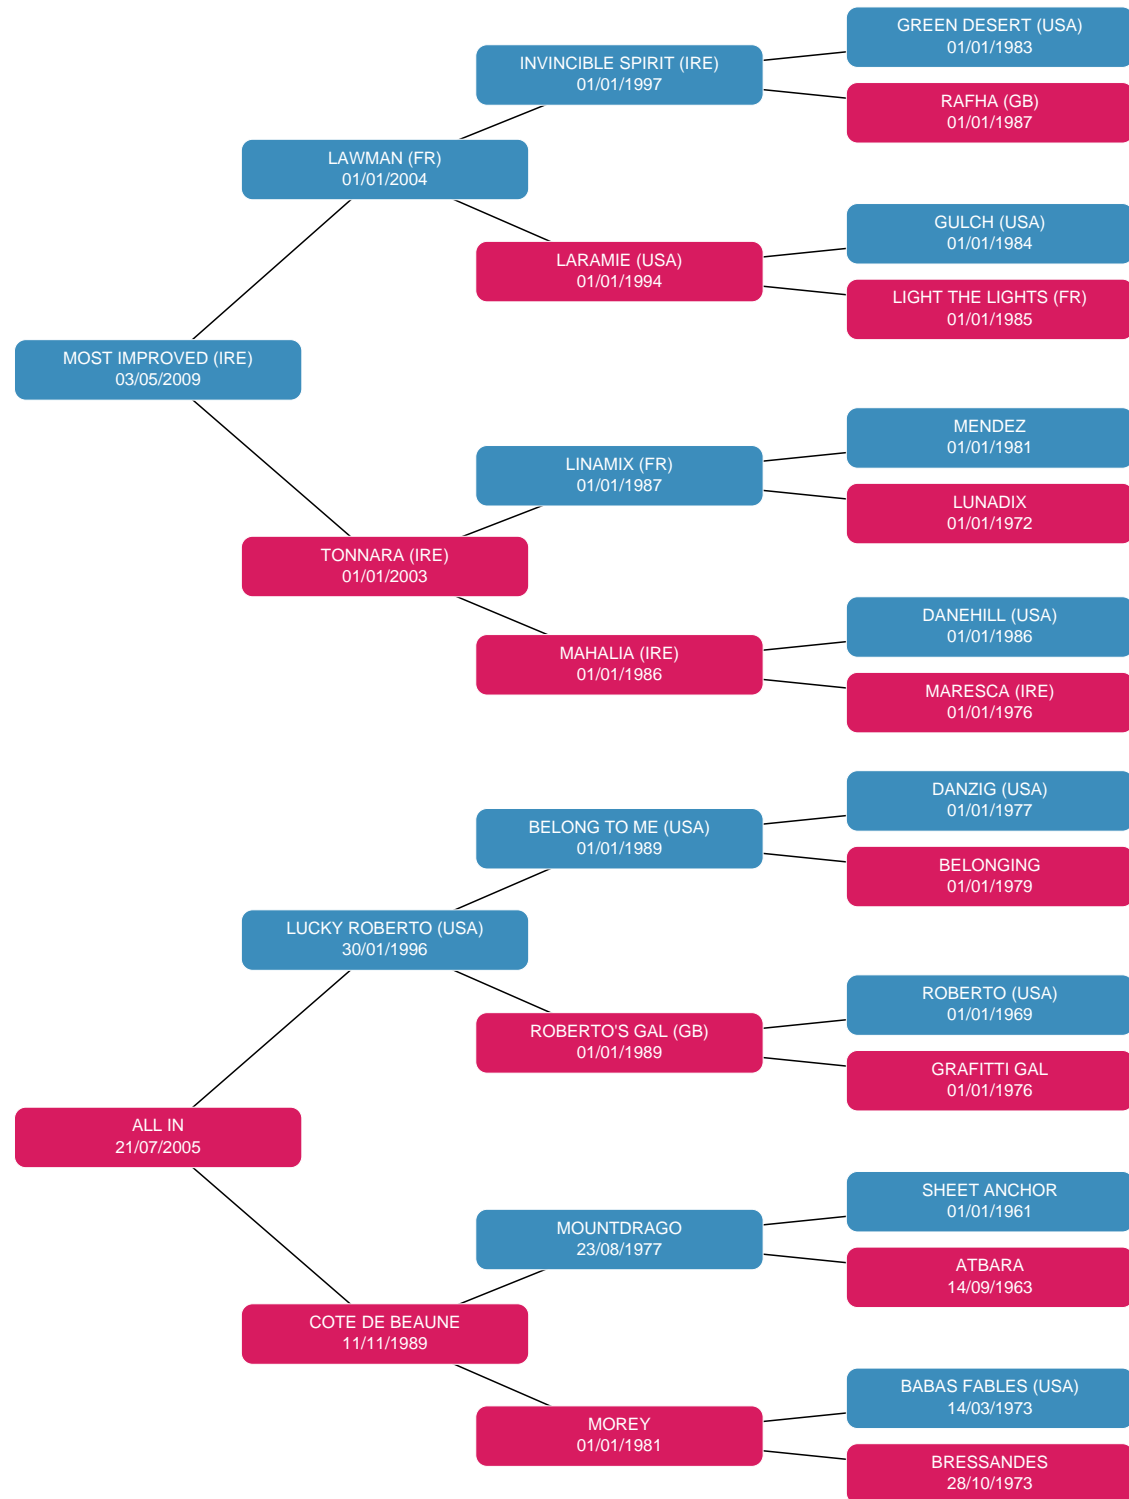 GREEN DESERT (USA)
01/01/1983
INVINCIBLE SPIRIT (IRE)
01/01/1997
RAFHA (GB)
01/01/1987
LAWMAN (FR)
01/01/2004
GULCH (USA)
01/01/1984
LARAMIE (USA)
01/01/1994
LIGHT THE LIGHTS (FR)
01/01/1985
MOST IMPROVED (IRE)
03/05/2009
MENDEZ
01/01/1981
LINAMIX (FR)
01/01/1987
LUNADIX
01/01/1972
TONNARA (IRE)
01/01/2003
DANEHILL (USA)
01/01/1986
MAHALIA (IRE)
01/01/1986
MARESCA (IRE)
01/01/1976
DANZIG (USA)
01/01/1977
BELONG TO ME (USA)
01/01/1989
BELONGING
01/01/1979
LUCKY ROBERTO (USA)
30/01/1996
ROBERTO (USA)
01/01/1969
ROBERTO'S GAL (GB)
01/01/1989
GRAFITTI GAL
01/01/1976
ALL IN
21/07/2005
SHEET ANCHOR
01/01/1961
MOUNTDRAGO
23/08/1977
ATBARA
14/09/1963
COTE DE BEAUNE
11/11/1989
BABAS FABLES (USA)
14/03/1973
MOREY
01/01/1981
BRESSANDES
28/10/1973